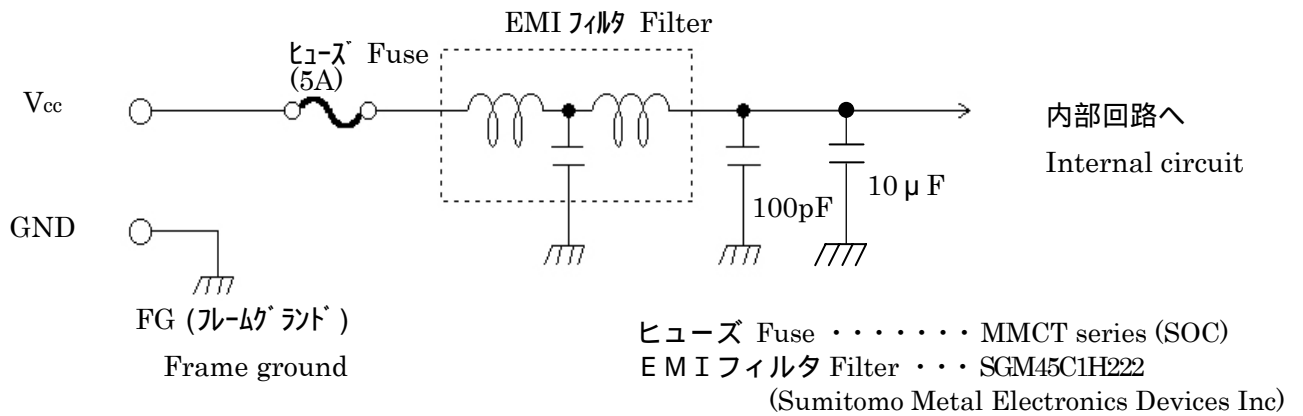 EMI フィルタ Filter
ヒューズ Fuse
(5A)
Vcc
内部回路へ
Internal circuit
10μF
100pF
GND
FG (フレームグランド)
Frame ground
ヒューズ Fuse ・・・・・・・ MMCT series (SOC)
ＥＭＩフィルタ Filter ・・・ SGM45C1H222
(Sumitomo Metal Electronics Devices Inc)